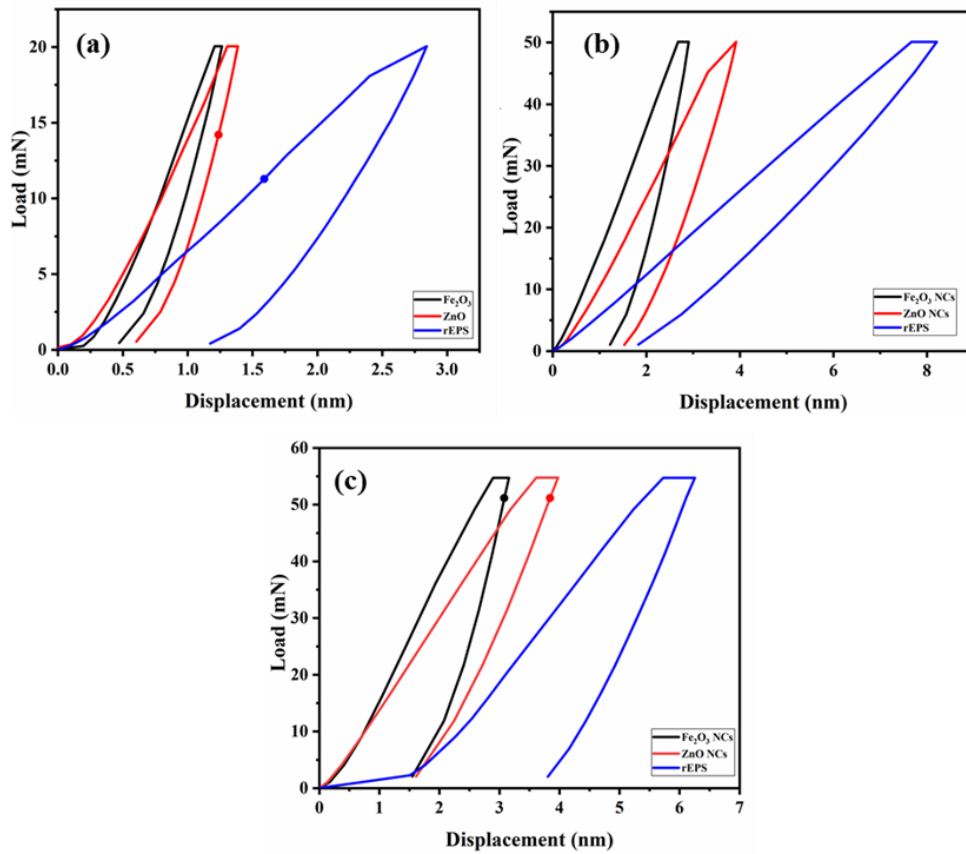 (a)
20
15
10
5
0
Load (mN)
0.0 0.5 1.0 1.5 2.0 2.5 3.0
Displacement (nm)
Fe₂O₃
ZnO
rEPS
(b)
50
40
30
20
10
0
Load (mN)
0 2 4 6 8
Displacement (nm)
Fe₂O₃ NCs
ZnO NCs
rEPS
(c)
60
50
40
30
20
10
0
Load (mN)
0 1 2 3 4 5 6 7
Displacement (nm)
Fe₂O₃ NCs
ZnO NCs
rEPS